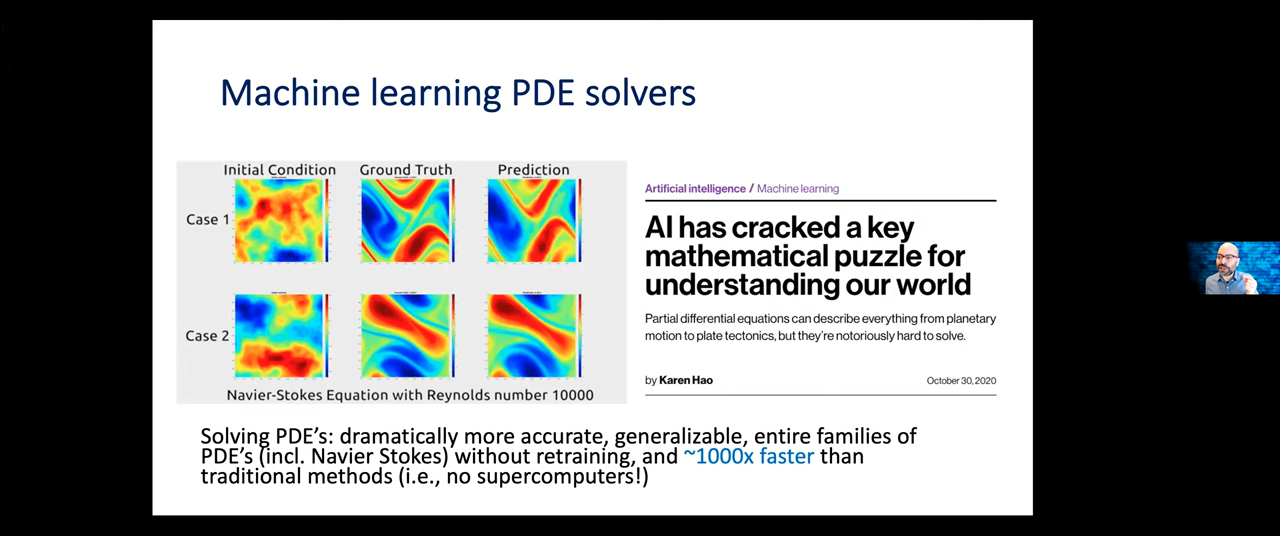 Machine learning PDE solvers
Initial Condition Ground Truth Prediction
Case 1
Case 2
Navier-Stokes Equation with Reynolds number 10000
Artificial intelligence / Machine learning
AI has cracked a key
mathematical puzzle for
understanding our world
Partial differential equations can describe everything from planetary
motion to plate tectonics, but they're notoriously hard to solve.
by Karen Hao October 30, 2020
Solving PDE's: dramatically more accurate, generalizable, entire families of
PDE's (incl. Navier Stokes) without retraining, and ~1000x faster than
traditional methods (i.e., no supercomputers!)